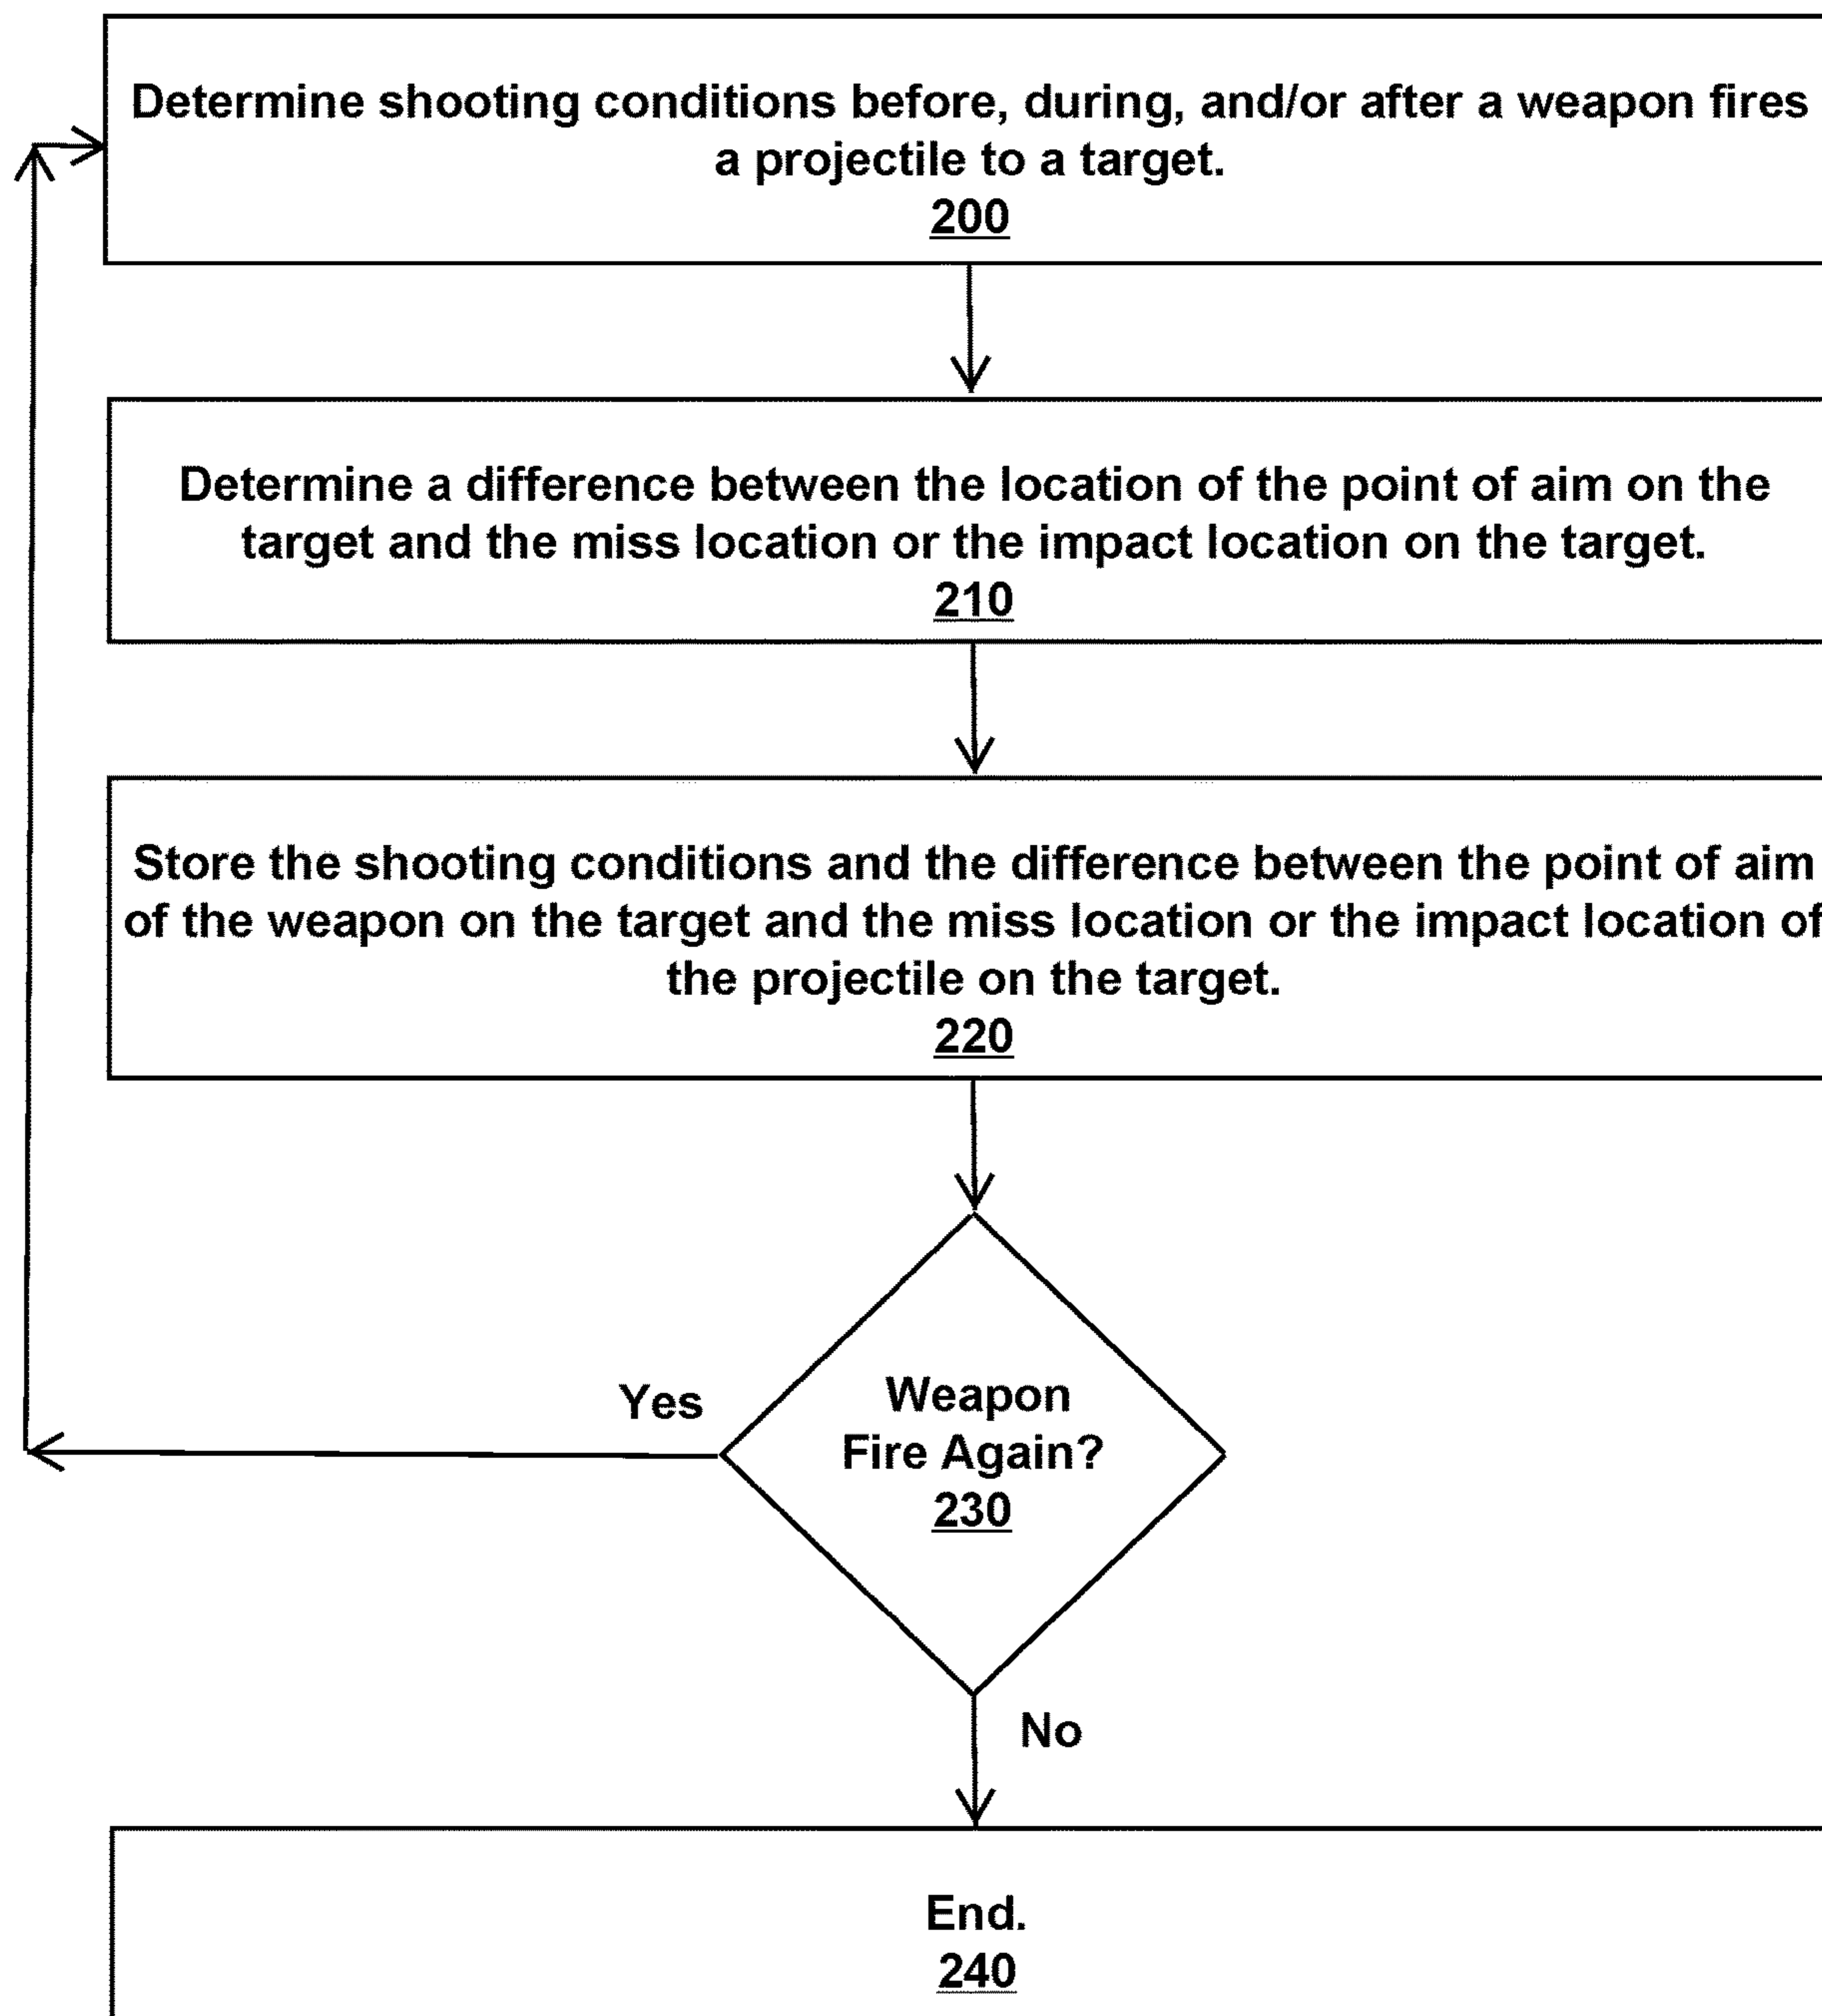 Determine shooting conditions before, during, and/or after a weapon fires
a projectile to a target.
200
Determine a difference between the location of the point of aim on the
target and the miss location or the impact location on the target.
210
Store the shooting conditions and the difference between the point of aim
of the weapon on the target and the miss location or the impact location of
the projectile on the target.
220
Yes
Weapon
Fire Again?
230
No
End.
240